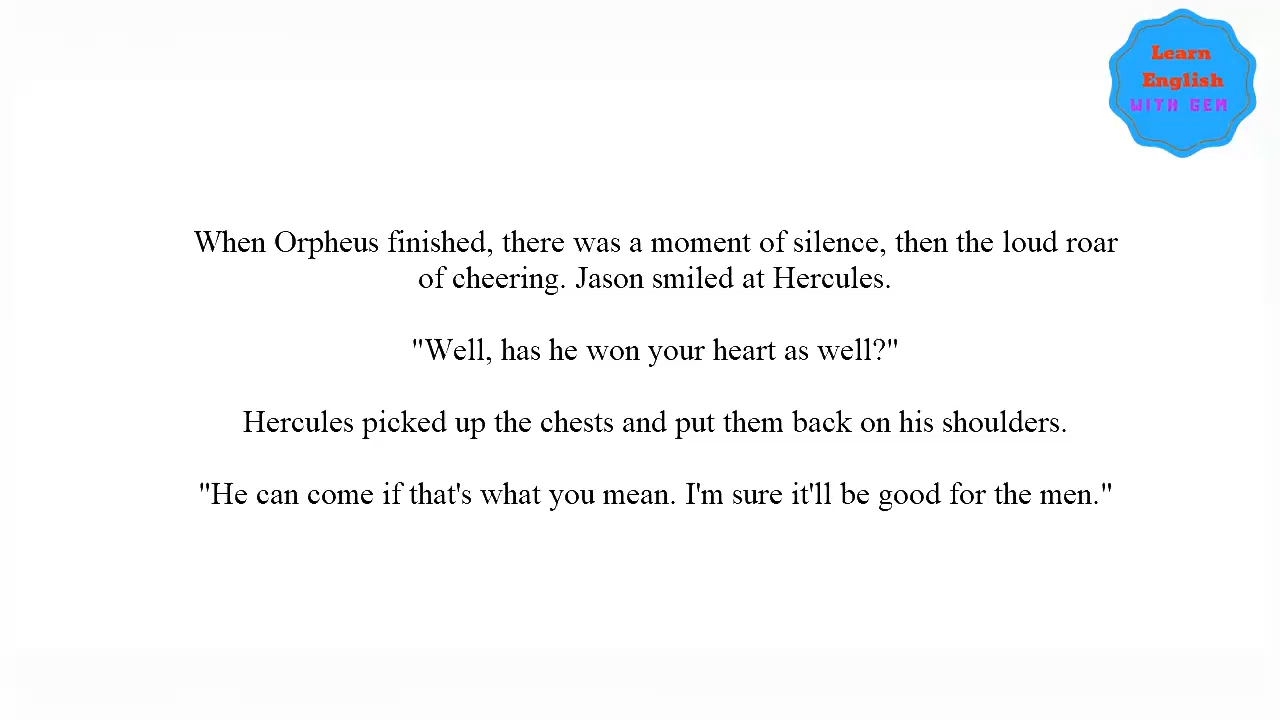 Learn
English
WITH GEM
When Orpheus finished, there was a moment of silence, then the loud roar
of cheering. Jason smiled at Hercules.
"Well, has he won your heart as well?"
Hercules picked up the chests and put them back on his shoulders.
"He can come if that's what you mean. I'm sure it'll be good for the men."